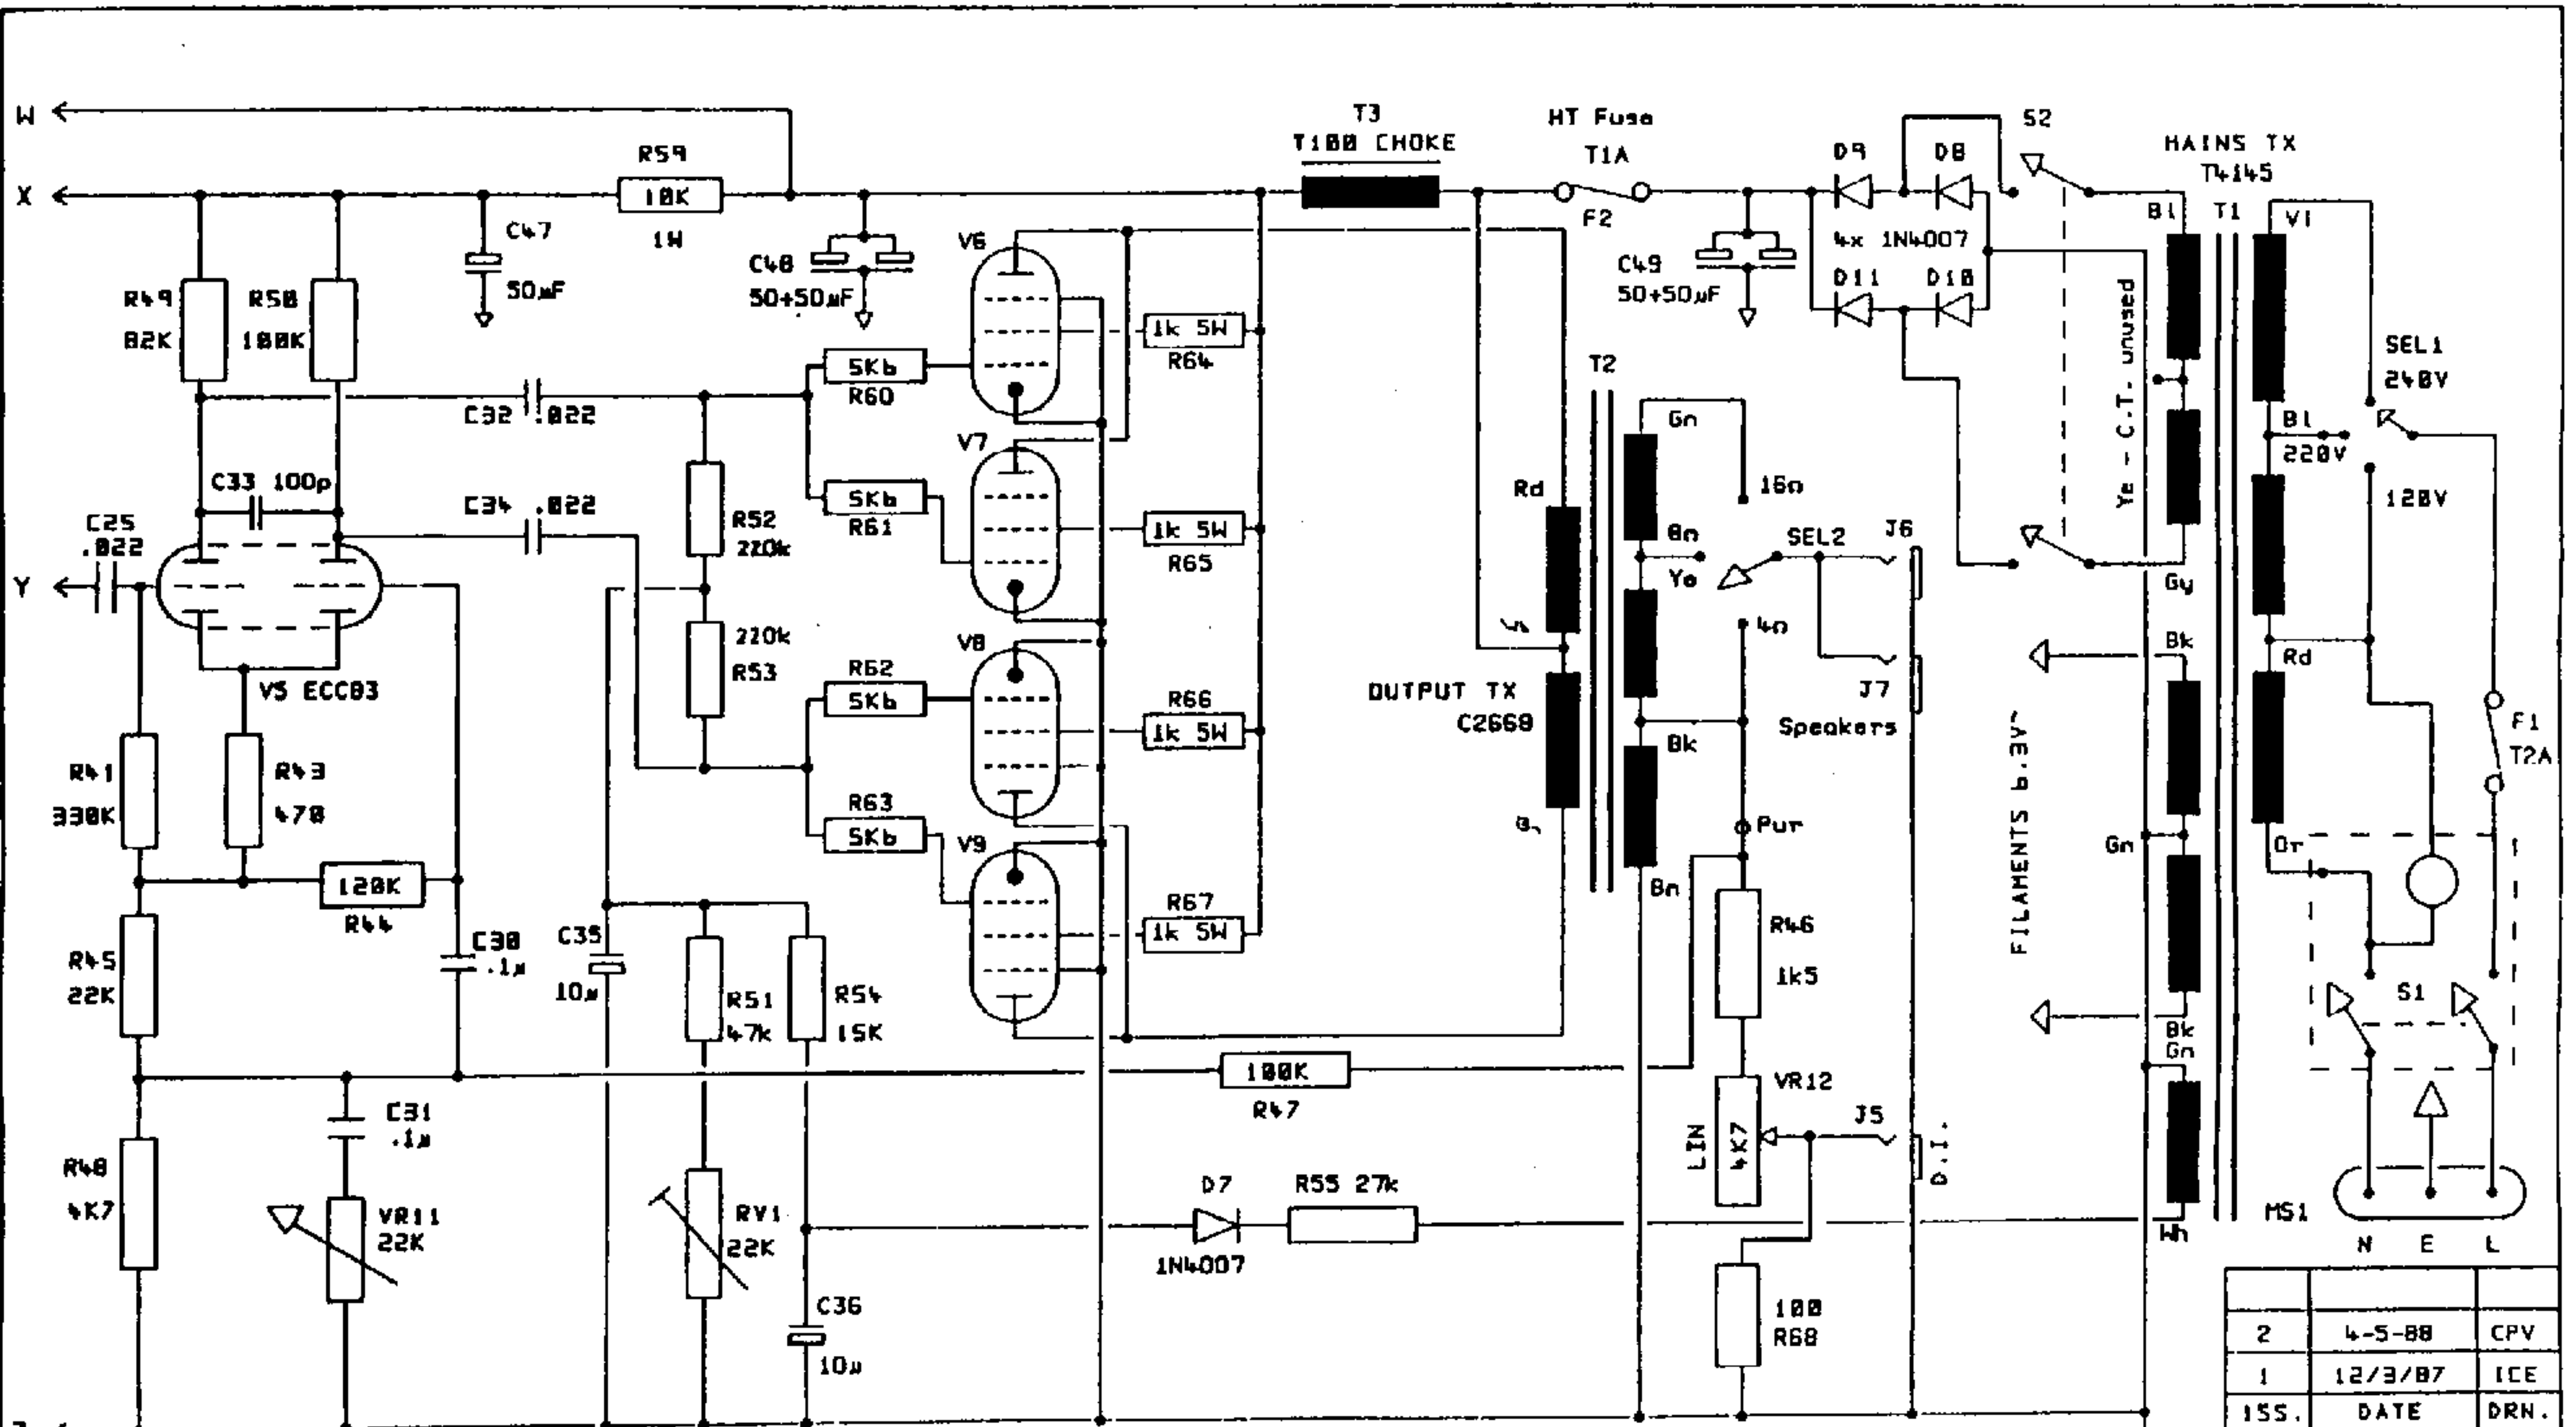 W
X
Y
R59
10K
1W
T3
T100 CHOKE
HT Fuse
T1A
F2
S2
MAINS TX
T4145
D9
D8
4x 1N4007
D11
D10
Bl
T1
Vi
C47
50µF
C48
50+50µF
C49
50+50µF
V6
R49
82K
R50
100K
5K6
R60
1k 5W
R64
C32
.022
V7
C33 100p
C34
.022
5K6
R61
1k 5W
R65
R52
220k
C25
.022
V5 ECC83
220k
R53
V8
R62
5K6
R66
1k 5W
R63
5K6
V9
R67
1k 5W
R41
330K
R43
470
120K
R44
R45
22K
C30
.1µ
C35
10µ
R51
47k
R54
15K
T2
Rd
OUTPUT TX
C2668
Gn
16Ω
Bn
Ye
SEL2
J6
4Ω
J7
Speakers
Bk
Pur
Bn
R46
1k5
VR12
LIN
4K7
J5
D.I.
100K
R47
C31
.1µ
R48
4K7
VR11
22K
RV1
22K
D7
1N4007
R55 27k
C36
10µ
100
R68
Ye - C.T. unused
Gy
Bk
FILAMENTS 6.3V~
Gn
Bk
Gn
Wh
SEL1
240V
Bl
220V
120V
Rd
F1
T2A
Or
S1
MS1
N E L
2 4-5-88 CPV
1 12/3/87 ICE
ISS. DATE DRN.